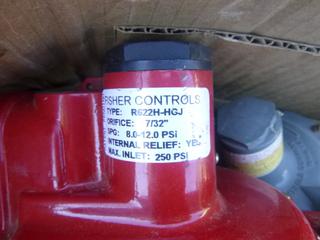 FISHER CONTROLS
TYPE: R622H-HGJ
ORIFICE: 7/32"
SPG: 8.0-12.0 PSi
INTERNAL RELIEF: YES
MAX. INLET: 250 PSI